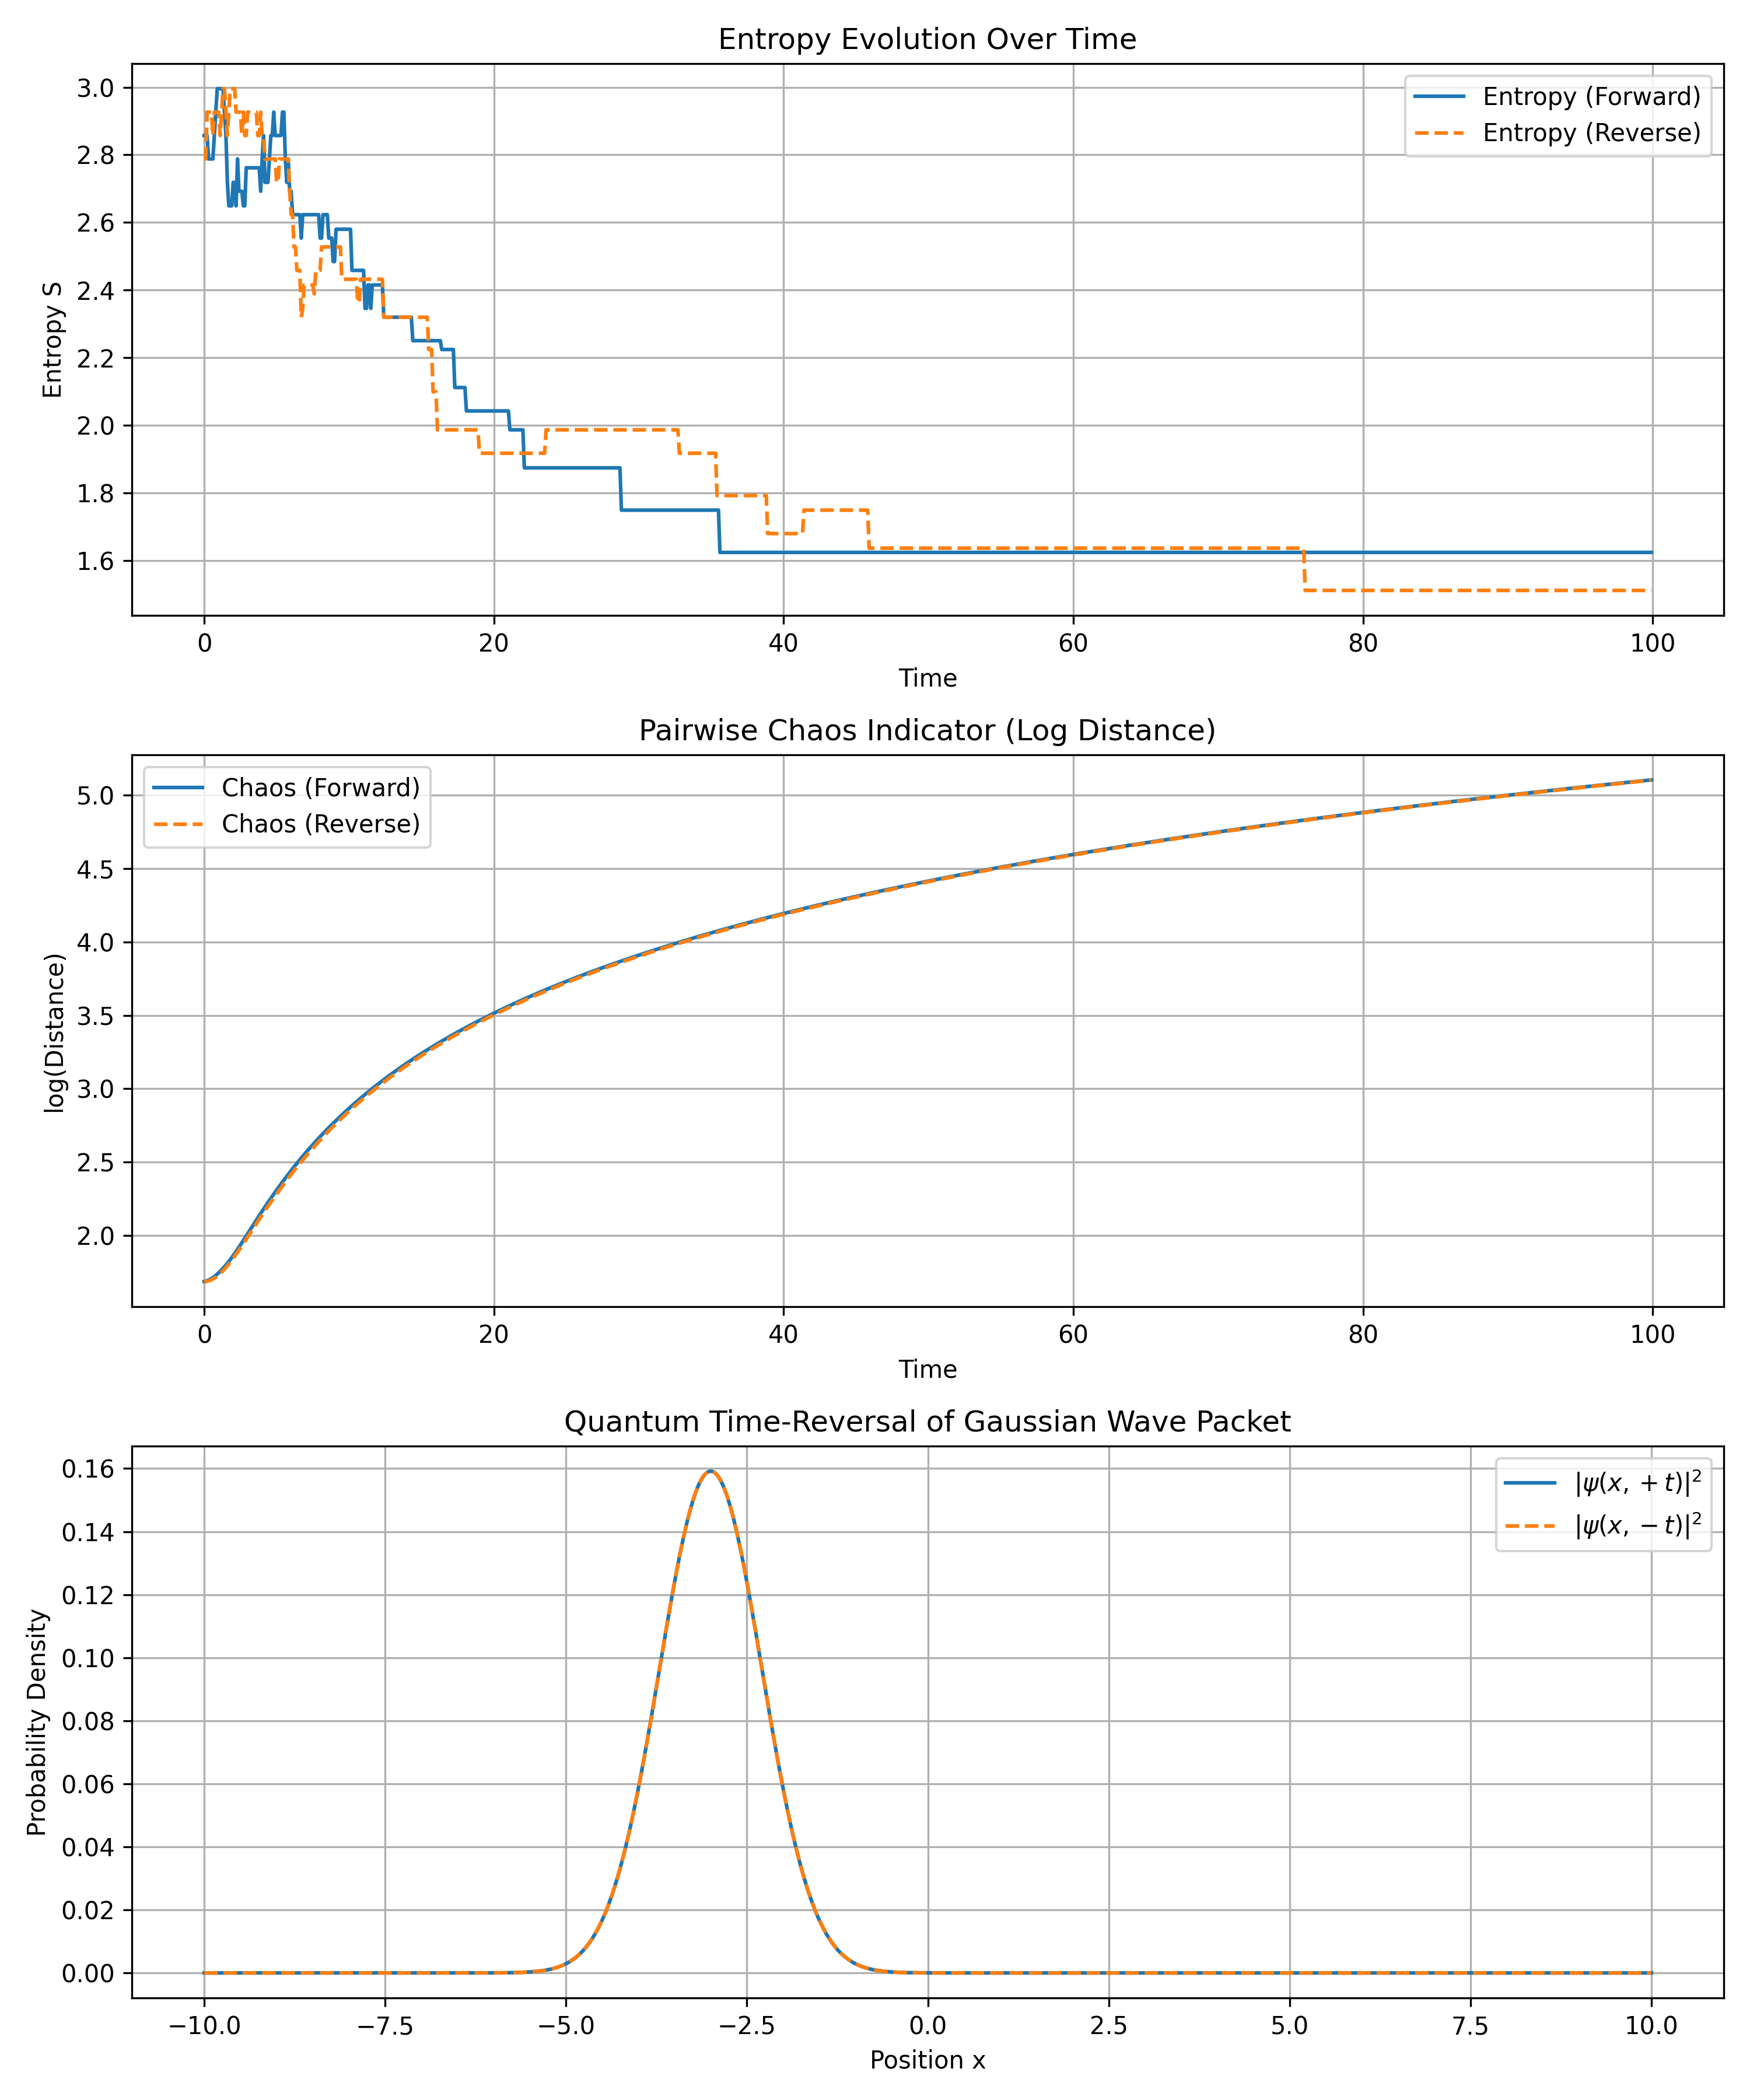 Entropy Evolution Over Time
3.0
2.8
2.6
2.4
2.2
2.0
1.8
1.6
Entropy S
Entropy (Forward)
Entropy (Reverse)
0 20 40 60 80 100
Time
Pairwise Chaos Indicator (Log Distance)
5.0
4.5
4.0
3.5
3.0
2.5
2.0
log(Distance)
Chaos (Forward)
Chaos (Reverse)
0 20 40 60 80 100
Time
Quantum Time-Reversal of Gaussian Wave Packet
0.16
0.14
0.12
0.10
0.08
0.06
0.04
0.02
0.00
Probability Density
|ψ(x, +t)|²
|ψ(x, −t)|²
−10.0 −7.5 −5.0 −2.5 0.0 2.5 5.0 7.5 10.0
Position x